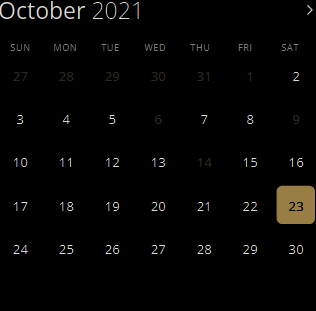 October 2021
SUN MON TUE WED THU FRI SAT
27 28 29 30 31 1 2
3 4 5 6 7 8 9
10 11 12 13 14 15 16
17 18 19 20 21 22 23
24 25 26 27 28 29 30